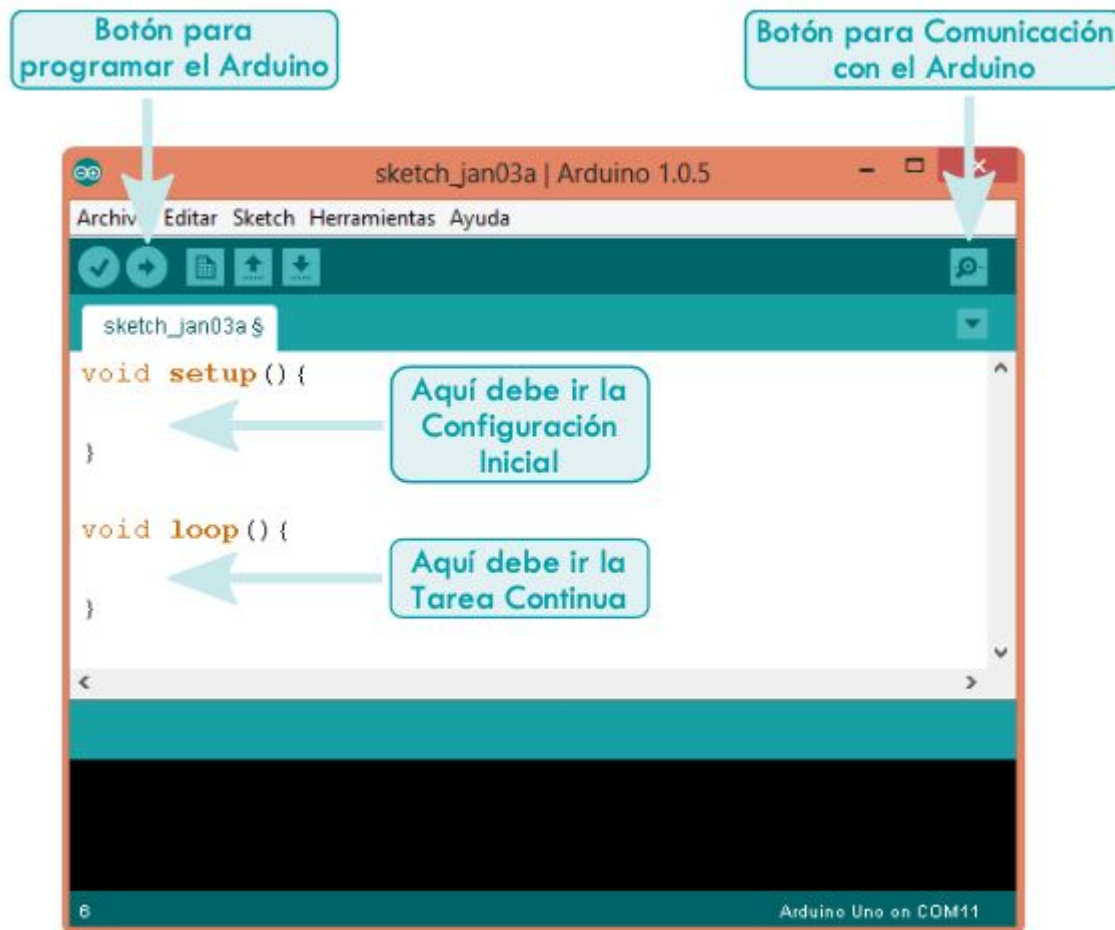 Botón para
programar el Arduino
Botón para Comunicación
con el Arduino
sketch_jan03a | Arduino 1.0.5
Archiv Editar Sketch Herramientas Ayuda
sketch_jan03a §
void setup(){
Aquí debe ir la
Configuración
Inicial
}
void loop(){
Aquí debe ir la
Tarea Continua
}
6
Arduino Uno on COM11